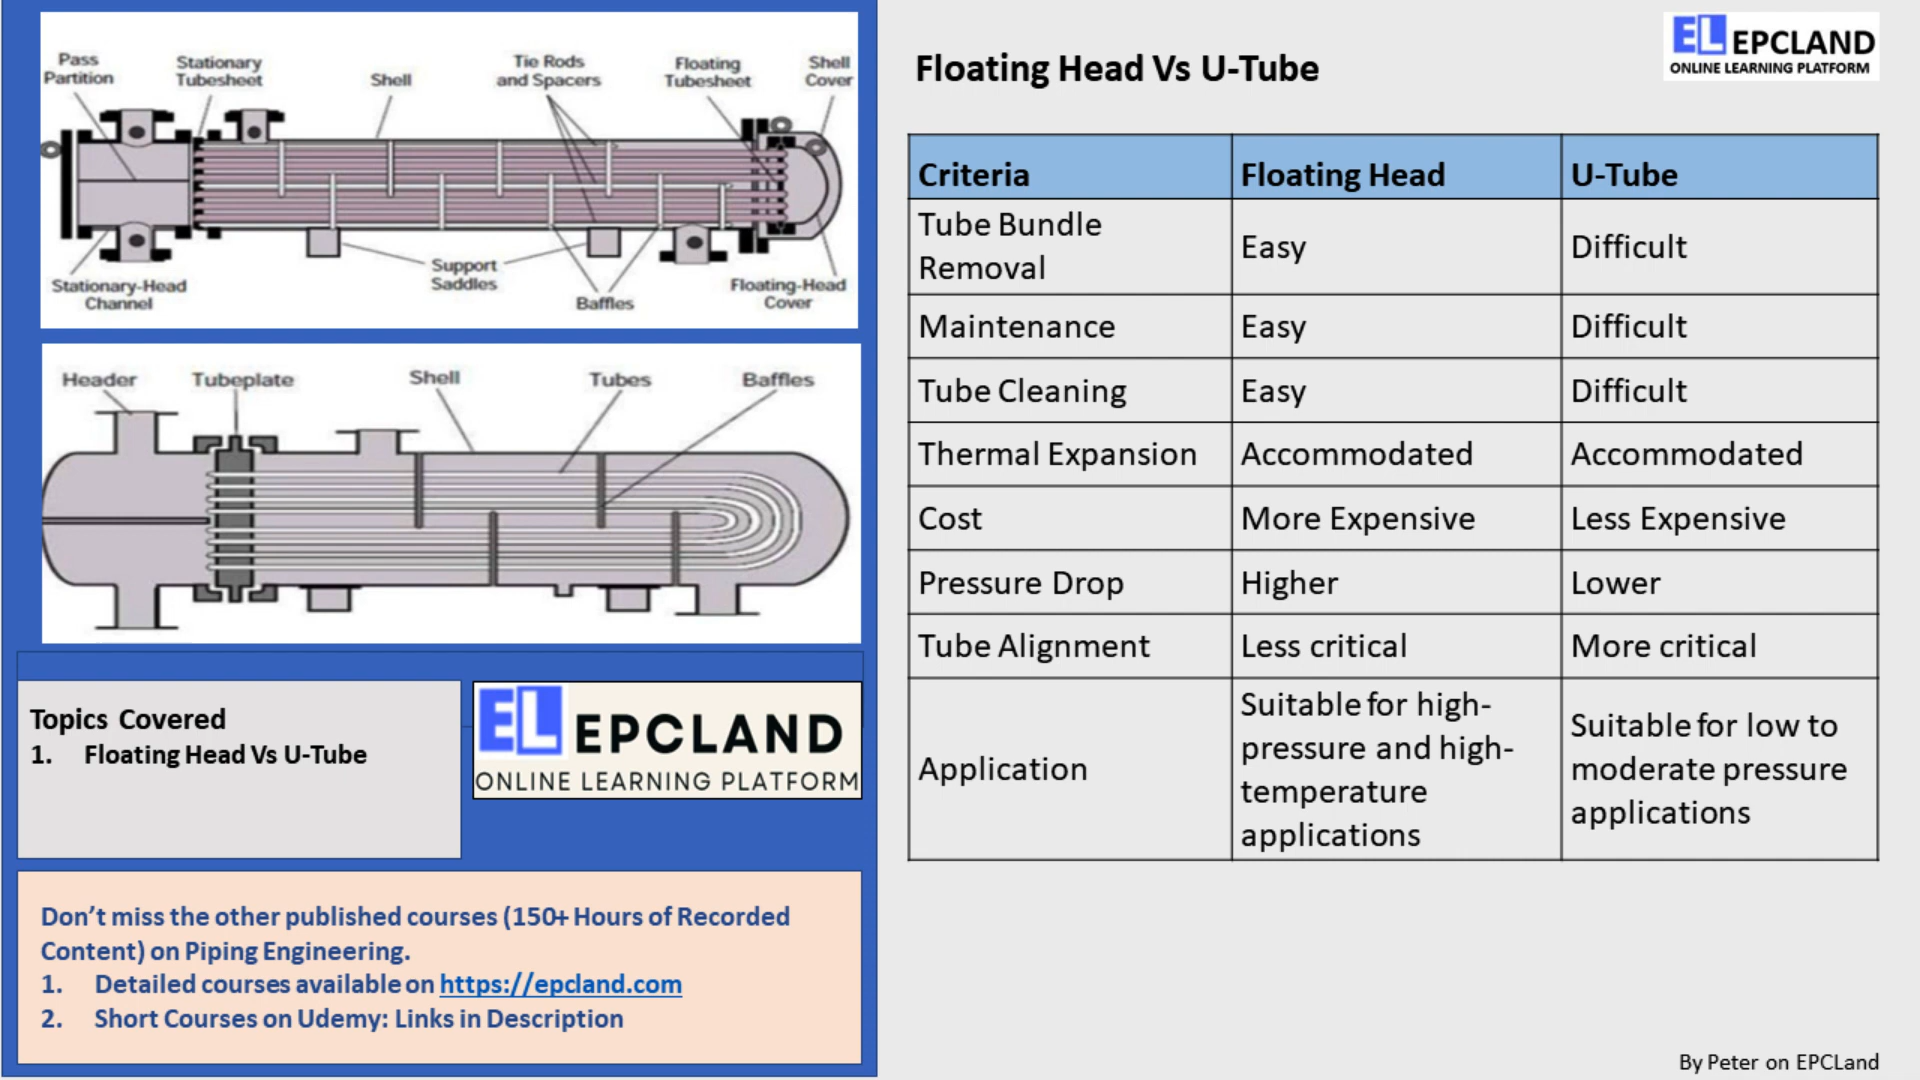 Pass
Partition
Stationary
Tubesheet
Shell
Tie Rods
and Spacers
Floating
Tubesheet
Shell
Cover
Stationary-Head
Channel
Support
Saddles
Baffles
Floating-Head
Cover
Header
Tubeplate
Shell
Tubes
Baffles
Topics Covered
1. Floating Head Vs U-Tube
EL EPCLAND
ONLINE LEARNING PLATFORM
Don't miss the other published courses (150+ Hours of Recorded
Content) on Piping Engineering.
1. Detailed courses available on https://epcland.com
2. Short Courses on Udemy: Links in Description
Floating Head Vs U-Tube
EL EPCLAND
ONLINE LEARNING PLATFORM
Criteria Floating Head U-Tube
Tube Bundle
Removal Easy Difficult
Maintenance Easy Difficult
Tube Cleaning Easy Difficult
Thermal Expansion Accommodated Accommodated
Cost More Expensive Less Expensive
Pressure Drop Higher Lower
Tube Alignment Less critical More critical
Application
Suitable for high-
pressure and high-
temperature
applications
Suitable for low to
moderate pressure
applications
By Peter on EPCLand